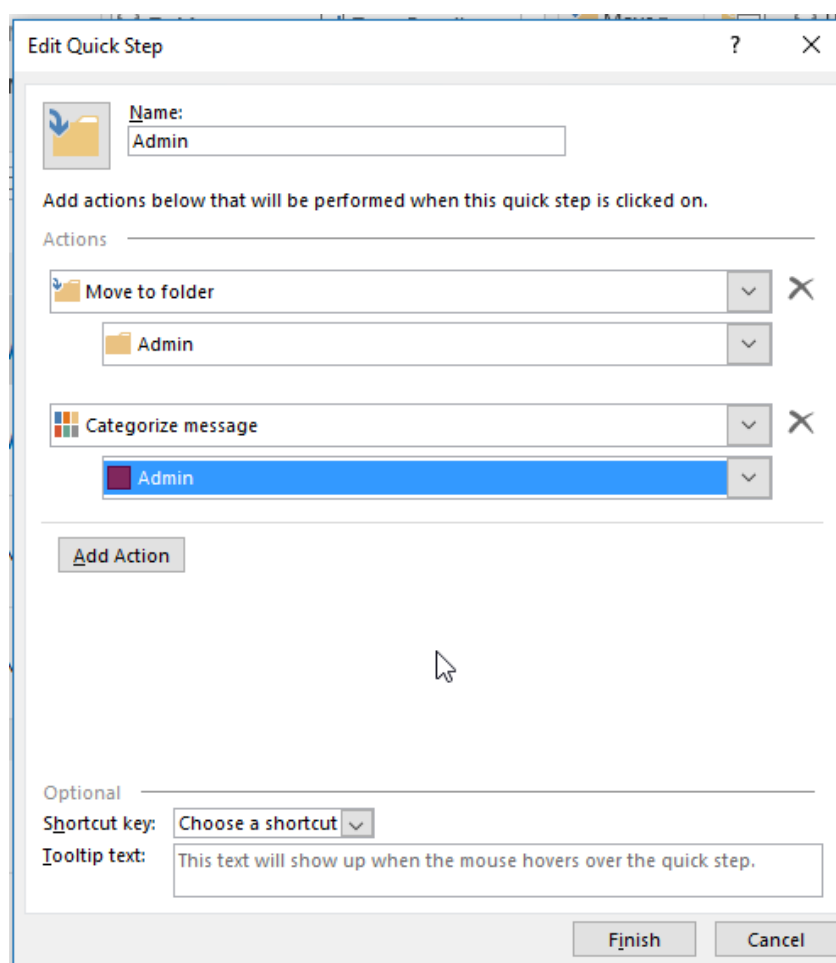 Edit Quick Step
?
Name:
Admin
Add actions below that will be performed when this quick step is clicked on.
Actions
Move to folder
Admin
Categorize message
Admin
Add Action
Optional
Shortcut key: Choose a shortcut
Tooltip text: This text will show up when the mouse hovers over the quick step.
Finish Cancel